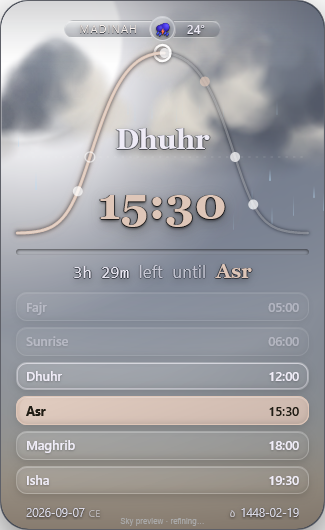 MADINAH 24°
Dhuhr
15:30
3h 29m left until Asr
Fajr 05:00
Sunrise 06:00
Dhuhr 12:00
Asr 15:30
Maghrib 18:00
Isha 19:30
2026-09-07 CE 1448-02-19
Sky preview · refining...